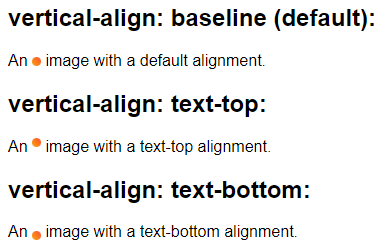 vertical-align: baseline (default):
An image with a default alignment.
vertical-align: text-top:
An image with a text-top alignment.
vertical-align: text-bottom:
An image with a text-bottom alignment.